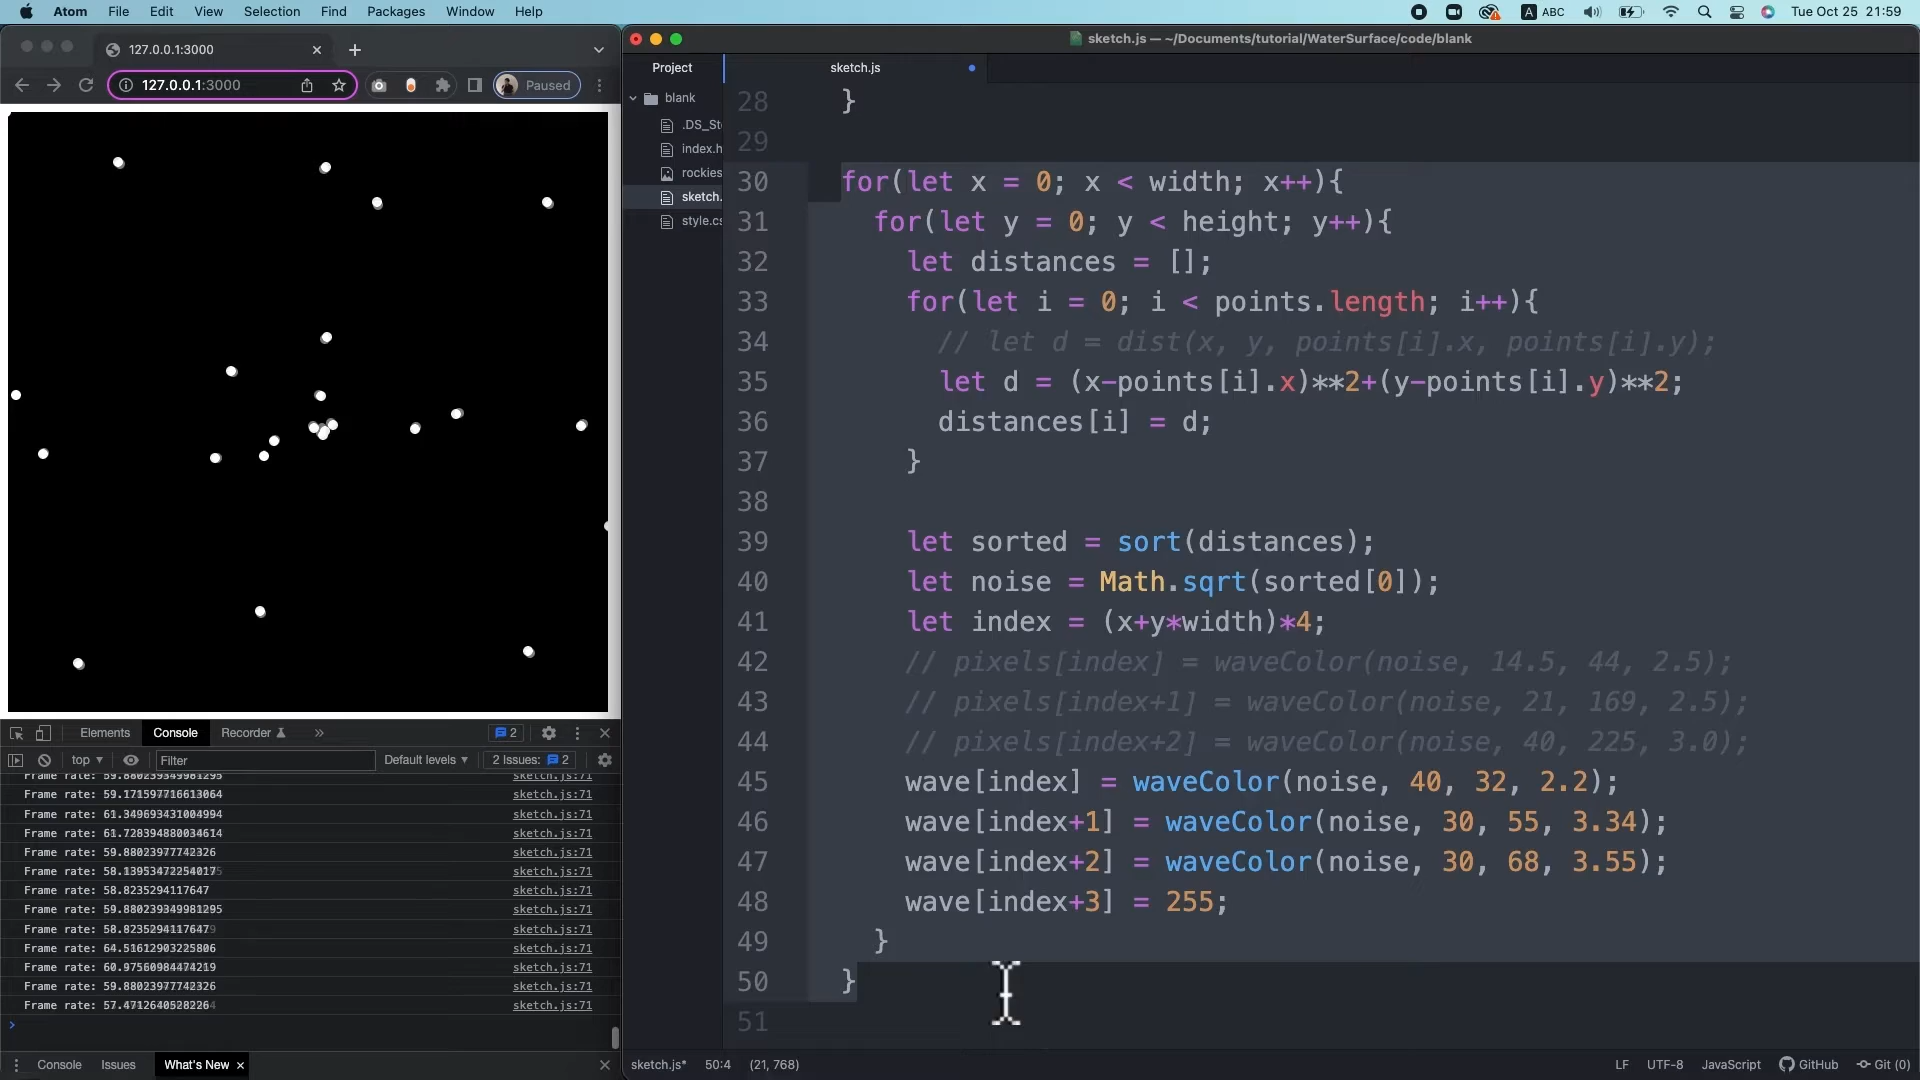 Atom File Edit View Selection Find Packages Window Help A ABC Tue Oct 25 21:59
127.0.0.1:3000
127.0.0.1:3000 Paused
Elements Console Recorder 2
top Filter Default levels 2 Issues: 2
Frame rate: 59.880239349981295 sketch.js:71
Frame rate: 59.171597716613064 sketch.js:71
Frame rate: 61.349693431004994 sketch.js:71
Frame rate: 61.728394880034614 sketch.js:71
Frame rate: 59.88023977742326 sketch.js:71
Frame rate: sketch.js:71
Frame rate: 58.8235294117647 sketch.js:71
Frame rate: 59.880239349981295 sketch.js:71
Frame rate: sketch.js:71
Frame rate: 64.51612903225806 sketch.js:71
Frame rate: 60.97560984474219 sketch.js:71
Frame rate: 59.88023977742326 sketch.js:71
Frame rate: sketch.js:71
Console Issues What's New
sketch.js — ~/Documents/tutorial/WaterSurface/code/blank
Project
blank
.DS_St
index.h
rockies
sketch.
style.cs
sketch.js
28 }
29
30 for(let x = 0; x < width; x++){
31 for(let y = 0; y < height; y++){
32 let distances = [];
33 for(let i = 0; i < points.length; i++){
34 // let d = dist(x, y, points[i].x, points[i].y);
35 let d = (x-points[i].x)**2+(y-points[i].y)**2;
36 distances[i] = d;
37 }
38
39 let sorted = sort(distances);
40 let noise = Math.sqrt(sorted[0]);
41 let index = (x+y*width)*4;
42 // pixels[index] = waveColor(noise, 14.5, 44, 2.5);
43 // pixels[index+1] = waveColor(noise, 21, 169, 2.5);
44 // pixels[index+2] = waveColor(noise, 40, 225, 3.0);
45 wave[index] = waveColor(noise, 40, 32, 2.2);
46 wave[index+1] = waveColor(noise, 30, 55, 3.34);
47 wave[index+2] = waveColor(noise, 30, 68, 3.55);
48 wave[index+3] = 255;
49 }
50 }
51
sketch.js* 50:4 (21, 768) LF UTF-8 JavaScript GitHub Git (0)